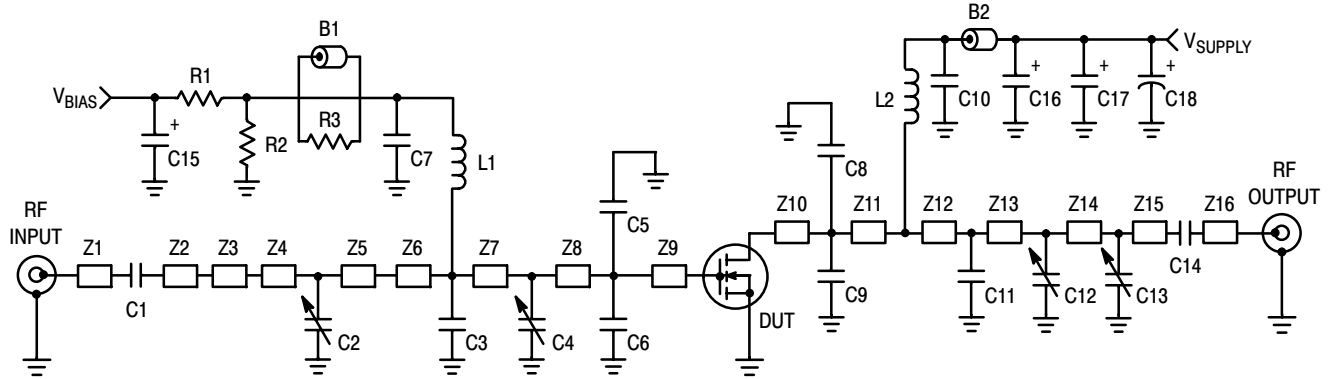 B2
VSUPPLY
B1
R1
VBIAS
+
+
+
L2
C10
C16
C17
C18
+
R3
R2
C15
C7
L1
C8
C5
RF
INPUT
RF
OUTPUT
Z10
Z11
Z12
Z13
Z14
Z15
Z16
Z1
Z2
Z3
Z4
Z5
Z6
Z7
Z8
Z9
C14
C1
C9
C11
C12
C13
DUT
C2
C3
C4
C6